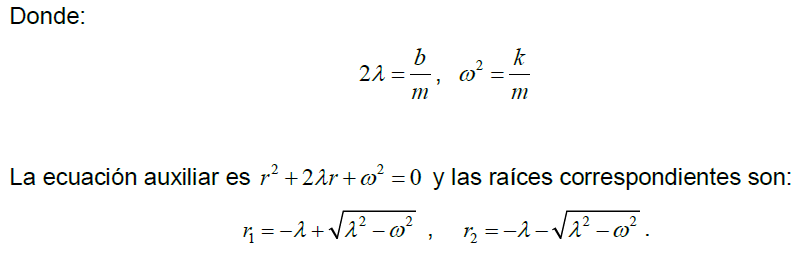 Donde:
2λ = b/m , ω² = k/m
La ecuación auxiliar es r² + 2λr + ω² = 0 y las raíces correspondientes son:
r₁ = −λ + √(λ² − ω²) , r₂ = −λ − √(λ² − ω²) .